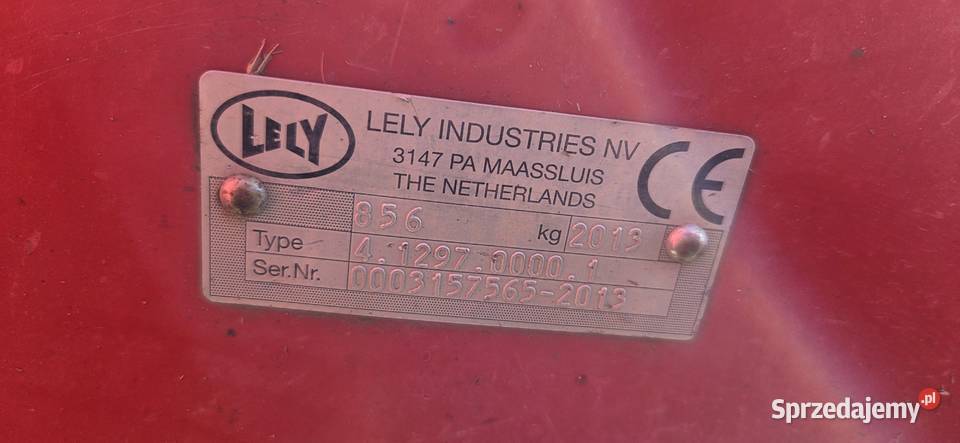 LELY
LELY INDUSTRIES NV
3147 PA MAASSLUIS
THE NETHERLANDS
CE
856 kg 2013
Type 4.1297.0000.1
Ser.Nr. 0003157565-2013
Sprzedajemy.pl